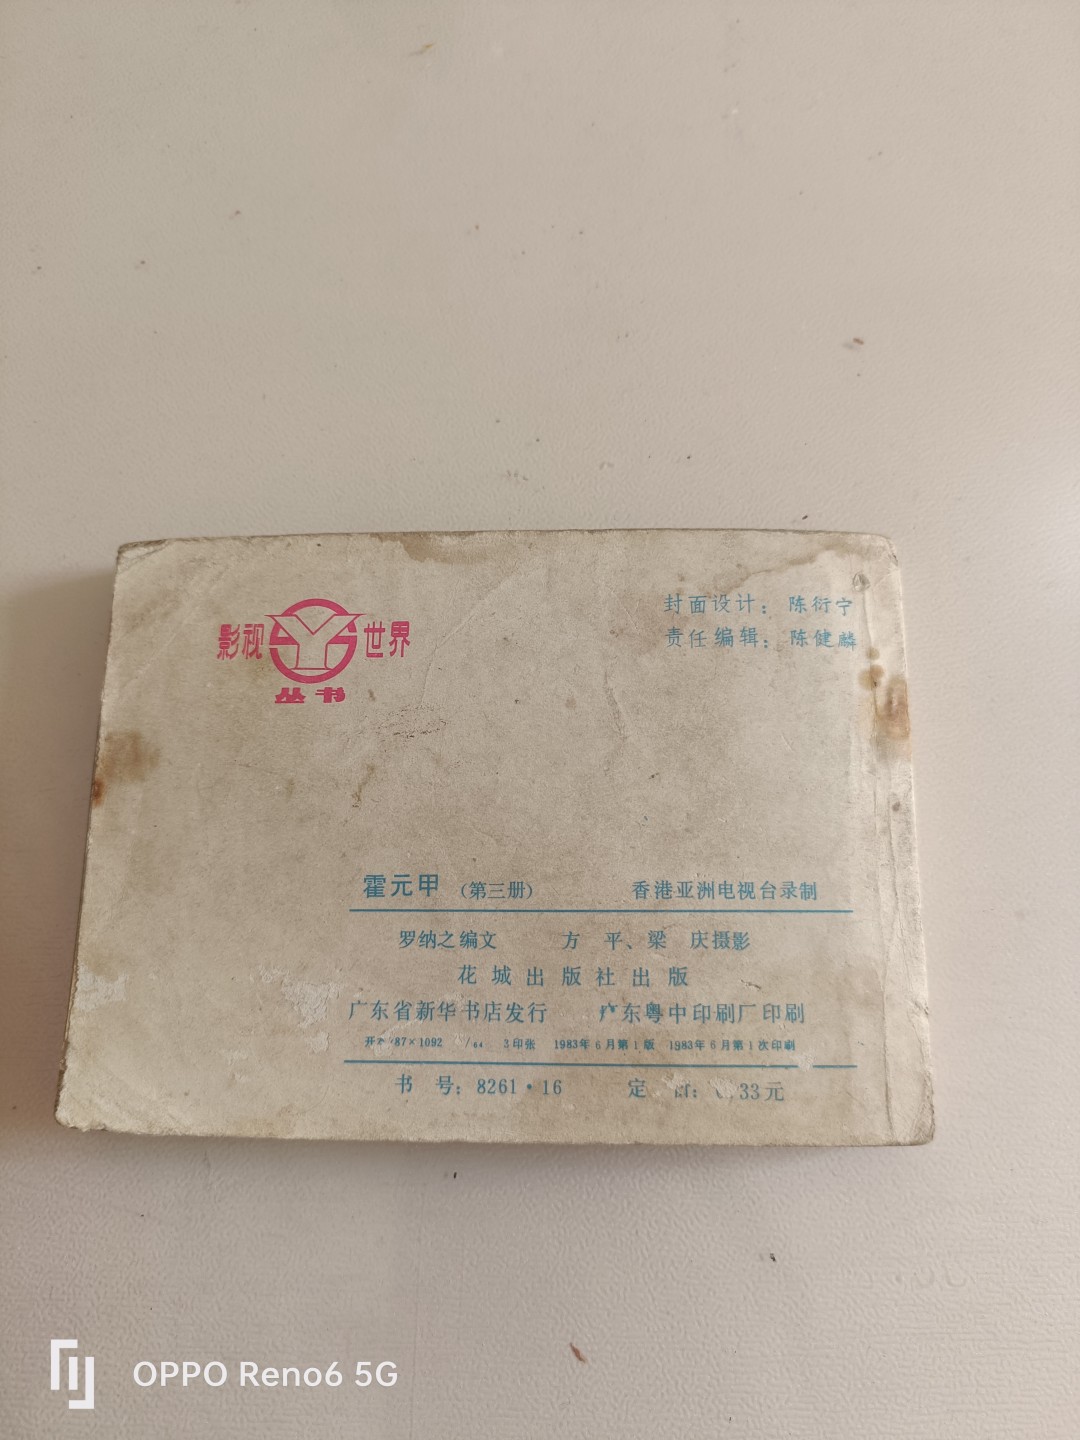 影视世界
丛书
封面设计：陈衍宁
责任编辑：陈健麟
霍元甲（第三册） 香港亚洲电视台录制
罗纳之编文 方 平、梁 庆摄影
花城出版社出版
广东省新华书店发行 广东粤中印刷厂印刷
87×1092 /64 3印张 1983年6月第1版 1983年6月第1次印刷
书 号：8261·16 定 33元
OPPO Reno6 5G